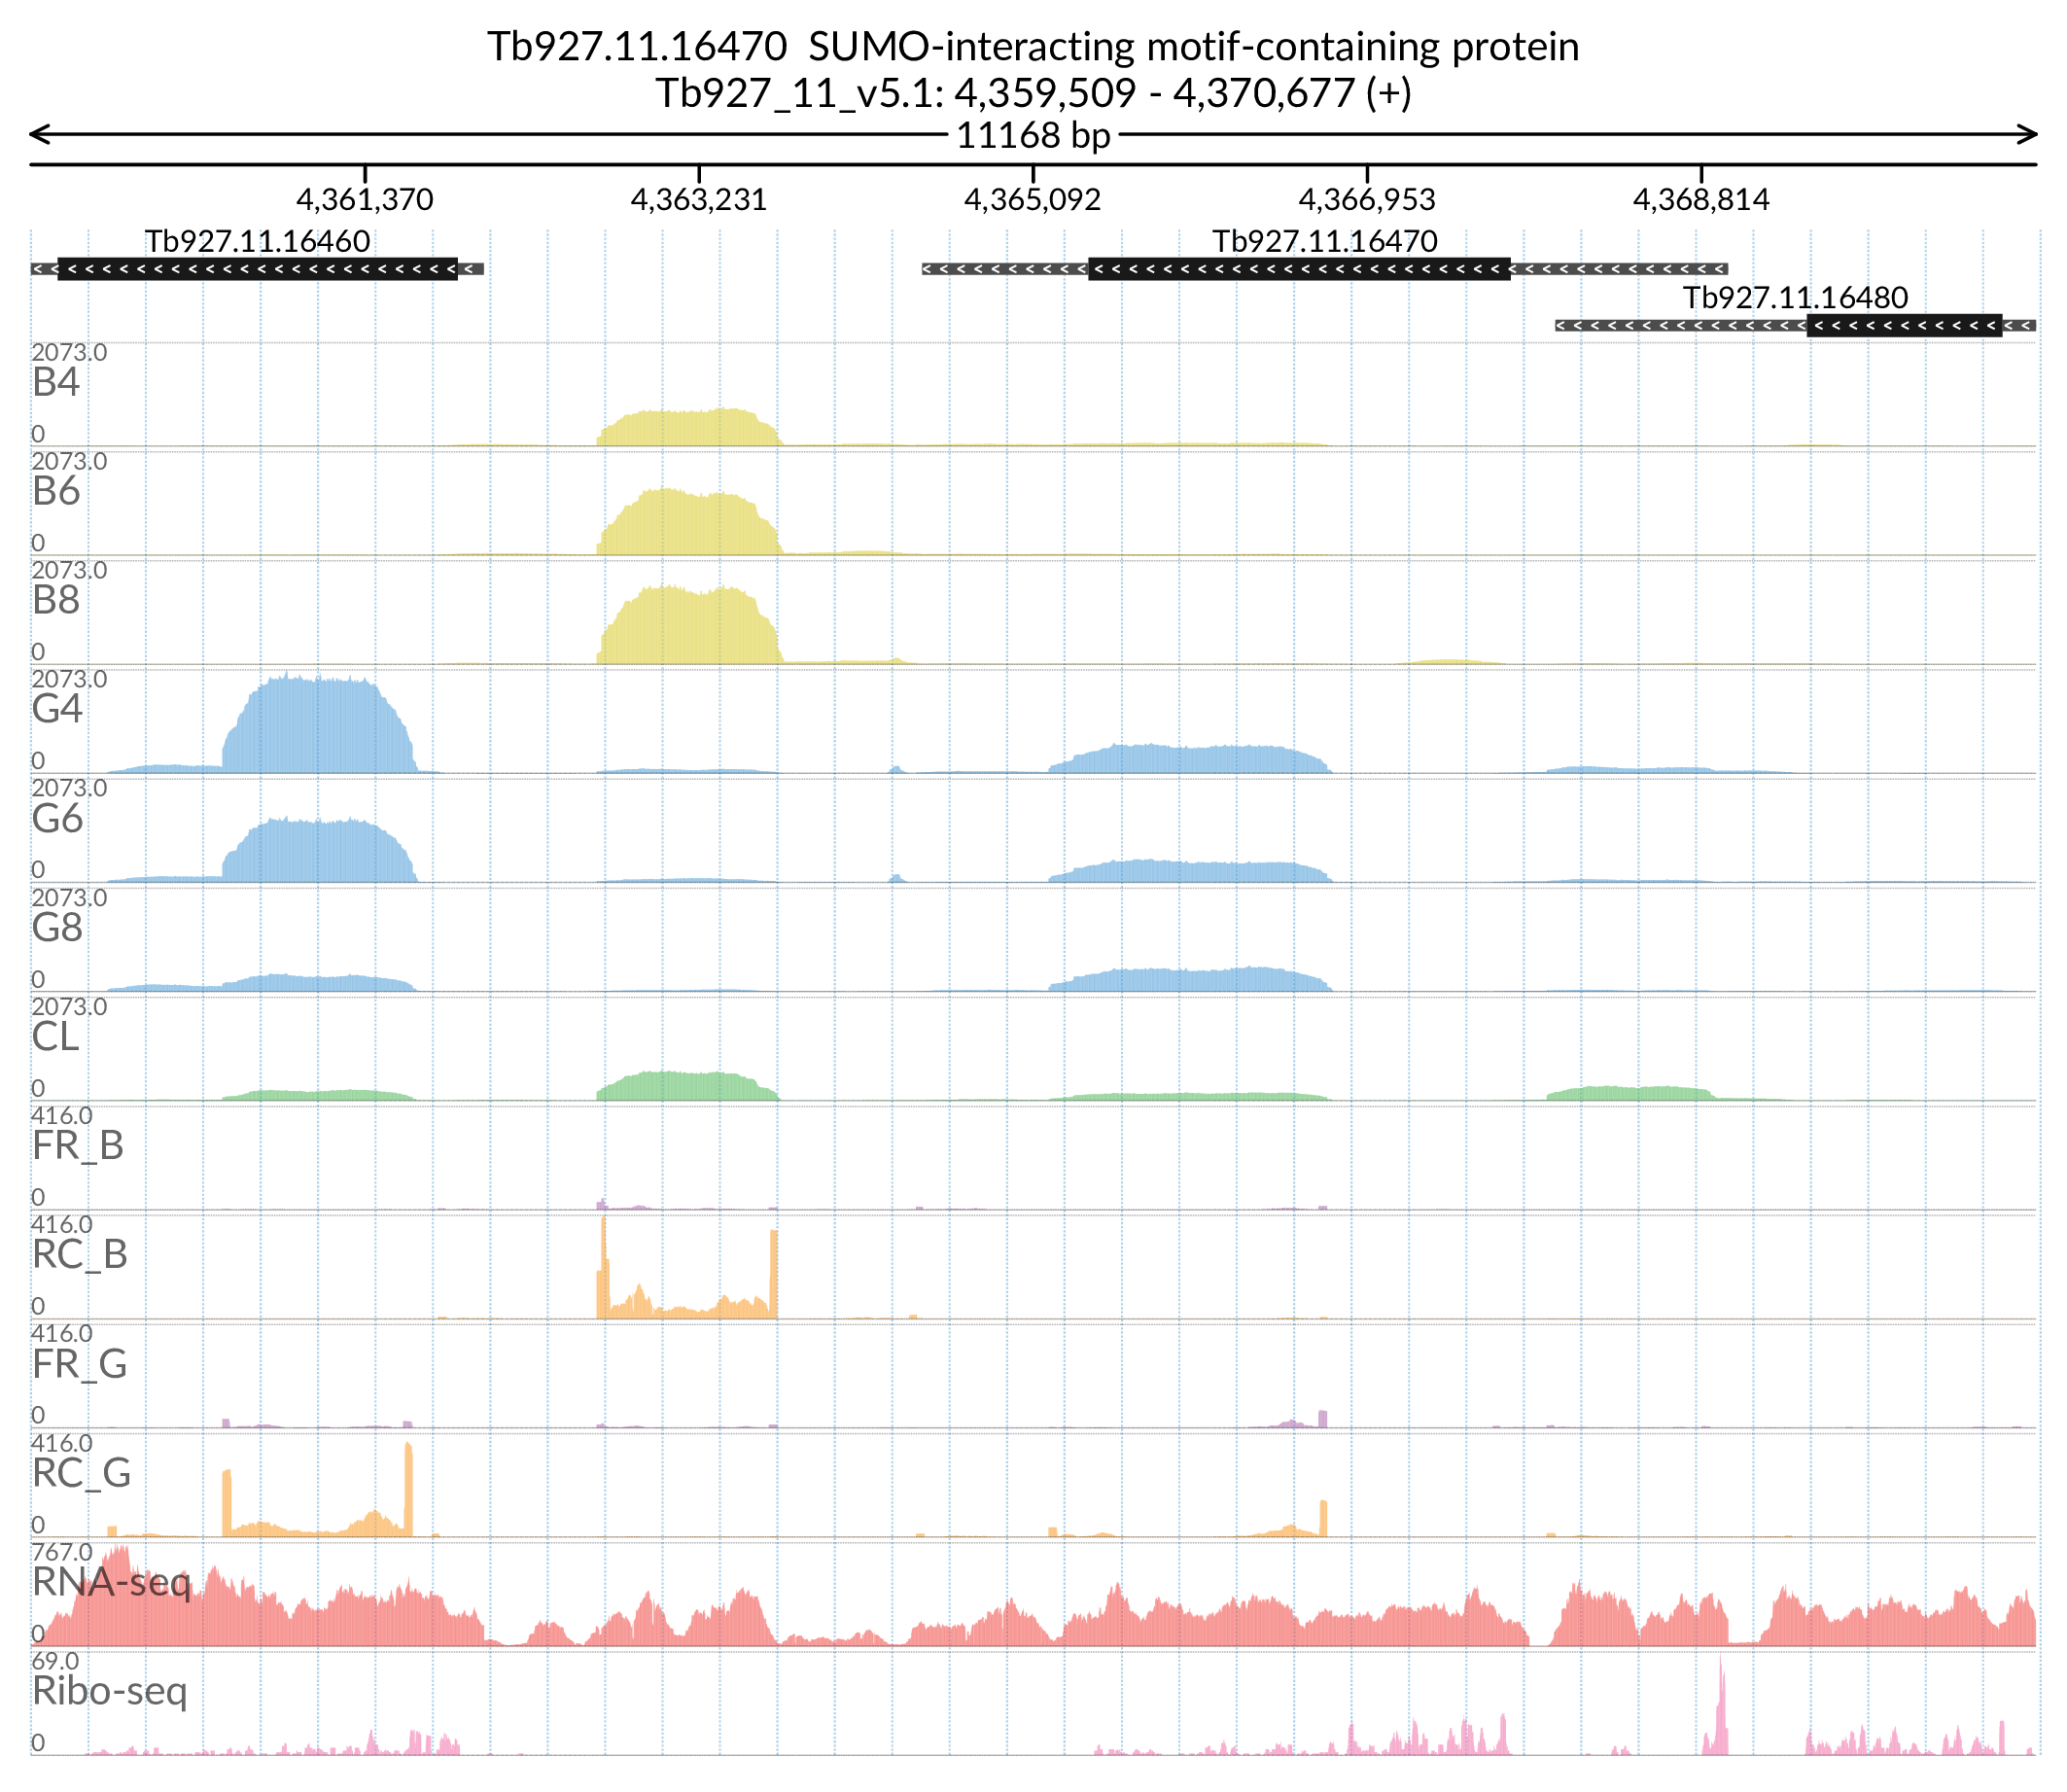 Tb927.11.16470 SUMO-interacting motif-containing protein
Tb927_11_v5.1: 4,359,509 - 4,370,677 (+)
11168 bp
4,361,370 4,363,231 4,365,092 4,366,953 4,368,814
Tb927.11.16460 Tb927.11.16470
Tb927.11.16480
2073.0
B4
0
2073.0
B6
0
2073.0
B8
0
2073.0
G4
0
2073.0
G6
0
2073.0
G8
0
2073.0
CL
0
416.0
FR_B
0
416.0
RC_B
0
416.0
FR_G
0
416.0
RC_G
0
767.0
RNA-seq
0
69.0
Ribo-seq
0